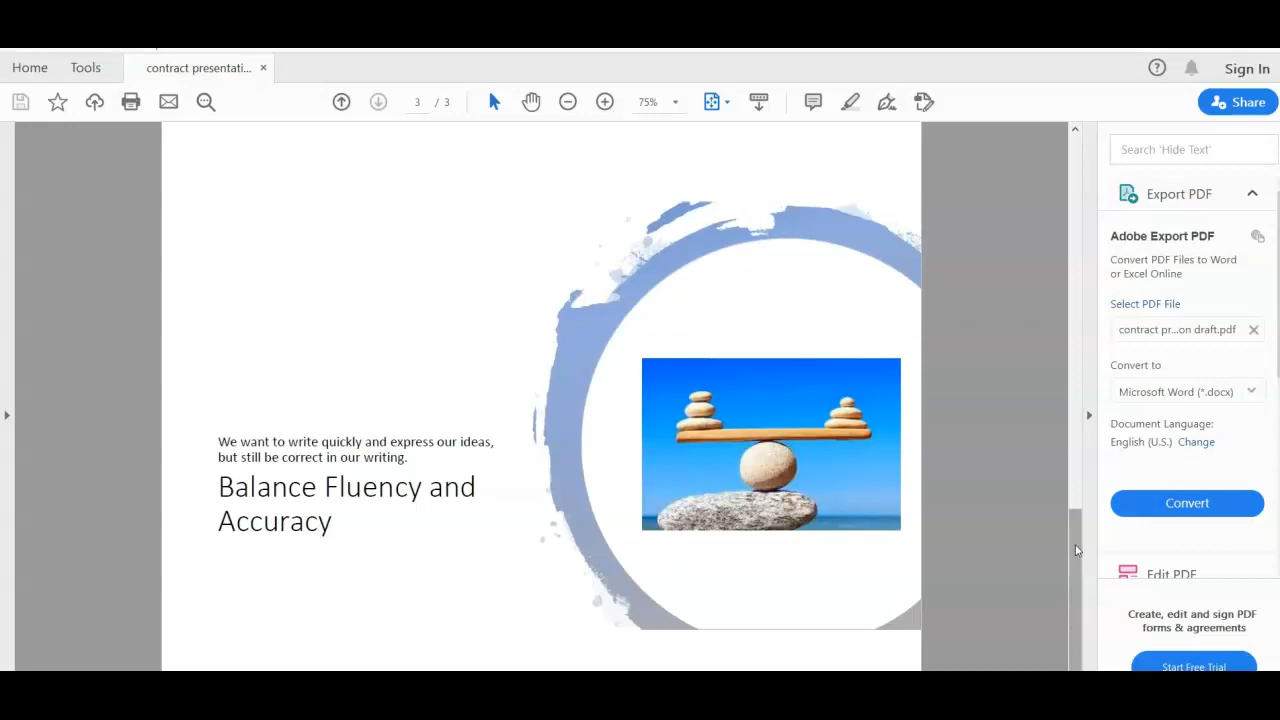 Home
Tools
contract presentati... ×
Sign In
3 / 3
75%
Share
Search 'Hide Text'
Export PDF
Adobe Export PDF
Convert PDF Files to Word
or Excel Online
Select PDF File
contract pr...on draft.pdf
Convert to
Microsoft Word (*.docx)
Document Language:
English (U.S.) Change
Convert
Edit PDF
Create, edit and sign PDF
forms & agreements
Start Free Trial
We want to write quickly and express our ideas,
but still be correct in our writing.
Balance Fluency and
Accuracy